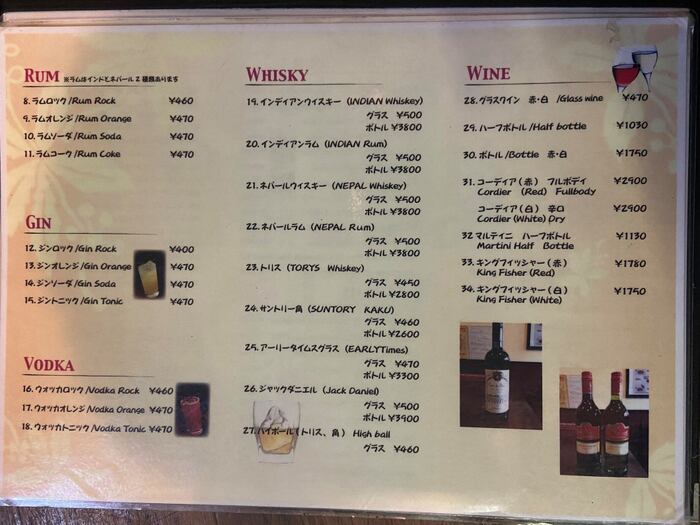 RUM ※ラムはインドとネパール2種類あります
8. ラムロック /Rum Rock ¥460
9. ラムオレンジ /Rum Orange ¥470
10. ラムソーダ /Rum Soda ¥470
11. ラムコーク /Rum Coke ¥470
GIN
12. ジンロック /Gin Rock ¥400
13. ジンオレンジ /Gin Orange ¥470
14. ジンソーダ /Gin Soda ¥470
15. ジントニック /Gin Tonic ¥470
VODKA
16. ウォッカロック /Vodka Rock ¥460
17. ウォッカオレンジ /Vodka Orange ¥470
18. ウォッカトニック /Vodka Tonic ¥470
WHISKY
19. インディアンウィスキー (INDIAN Whiskey)
グラス ¥500
ボトル ¥3800
20. インディアンラム (INDIAN Rum)
グラス ¥500
ボトル ¥3800
21. ネパールウィスキー (NEPAL Whiskey)
グラス ¥500
ボトル ¥3800
22. ネパールラム (NEPAL Rum)
グラス ¥500
ボトル ¥3800
23. トリス (TORYS Whiskey)
グラス ¥450
ボトル ¥2800
24. サントリー角 (SUNTORY KAKU)
グラス ¥460
ボトル ¥2600
25. アーリータイムスグラス (EARLYTimes)
グラス ¥470
ボトル ¥3300
26. ジャックダニエル (Jack Daniel)
グラス ¥500
ボトル ¥3900
27. ハイボール (トリス、角) High ball
グラス ¥460
WINE
28. グラスワイン 赤・白 /Glass wine ¥470
29. ハーフボトル /Half bottle ¥1030
30. ボトル/Bottle 赤・白 ¥1750
31. コーディア (赤) フルボディ ¥2900
Cordier (Red) Fullbody
コーディア (白) 辛口 ¥2900
Cordier (White) Dry
32 マルティニ ハーフボトル ¥1130
Martini Half Bottle
33. キングフィッシャー (赤) ¥1780
King Fisher (Red)
34. キングフィッシャー (白) ¥1750
King Fisher (White)